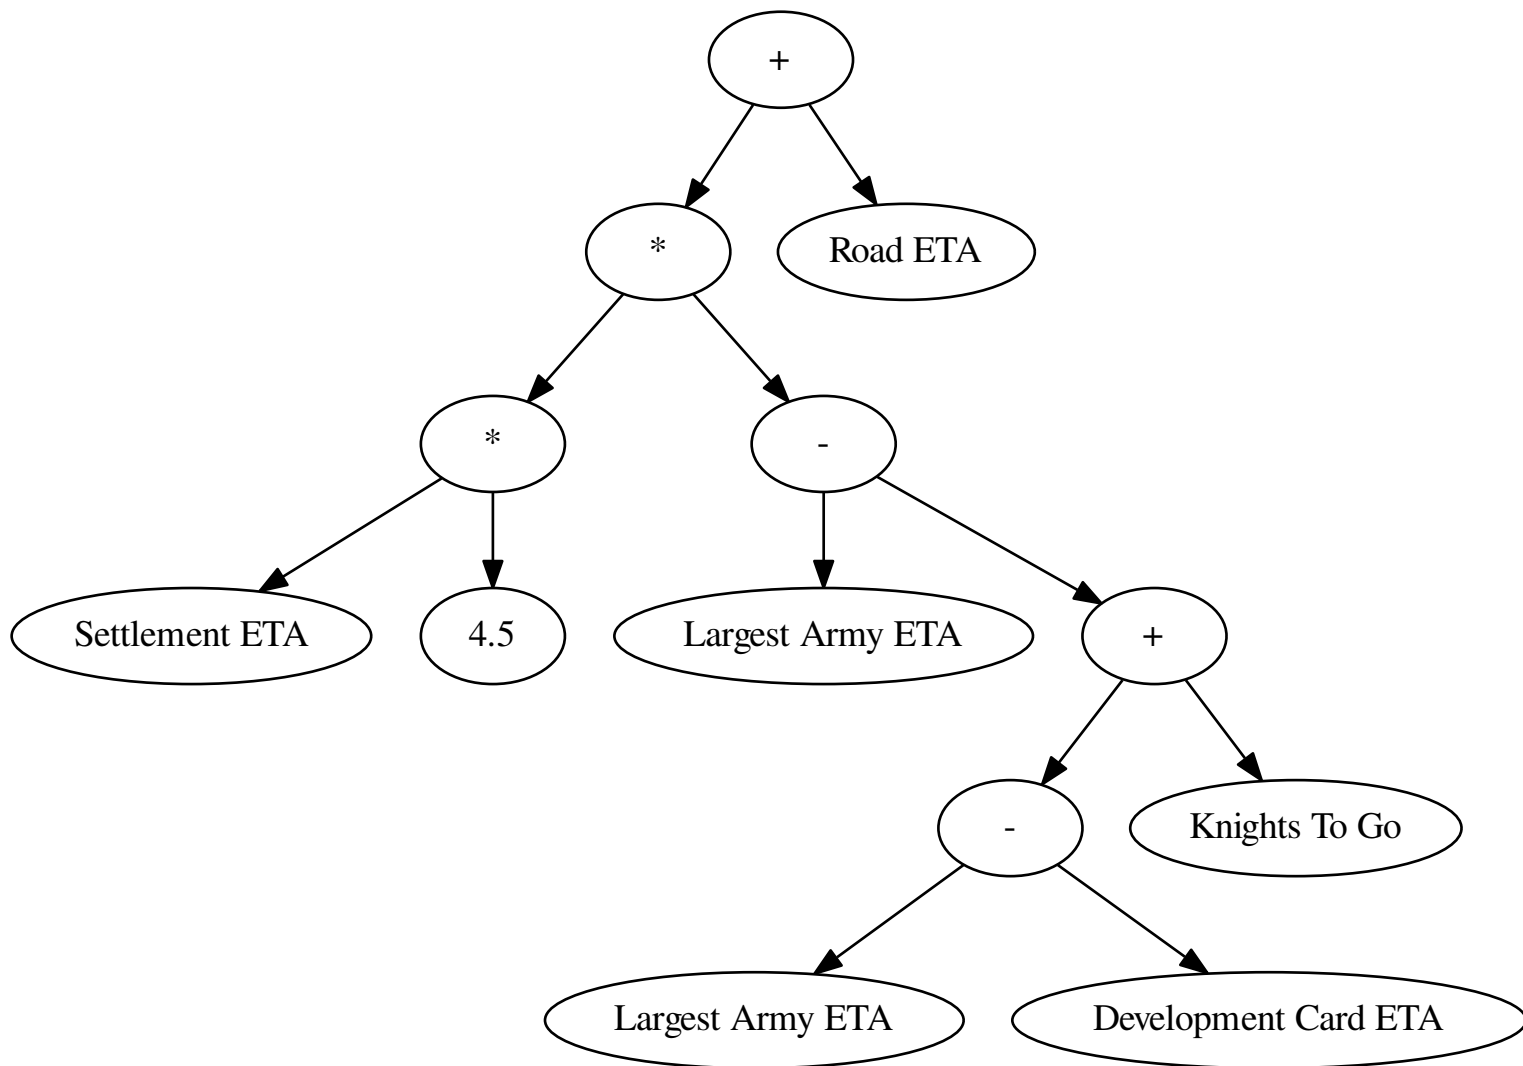 +
*
Road ETA
*
-
Settlement ETA
4.5
Largest Army ETA
+
-
Knights To Go
Largest Army ETA
Development Card ETA